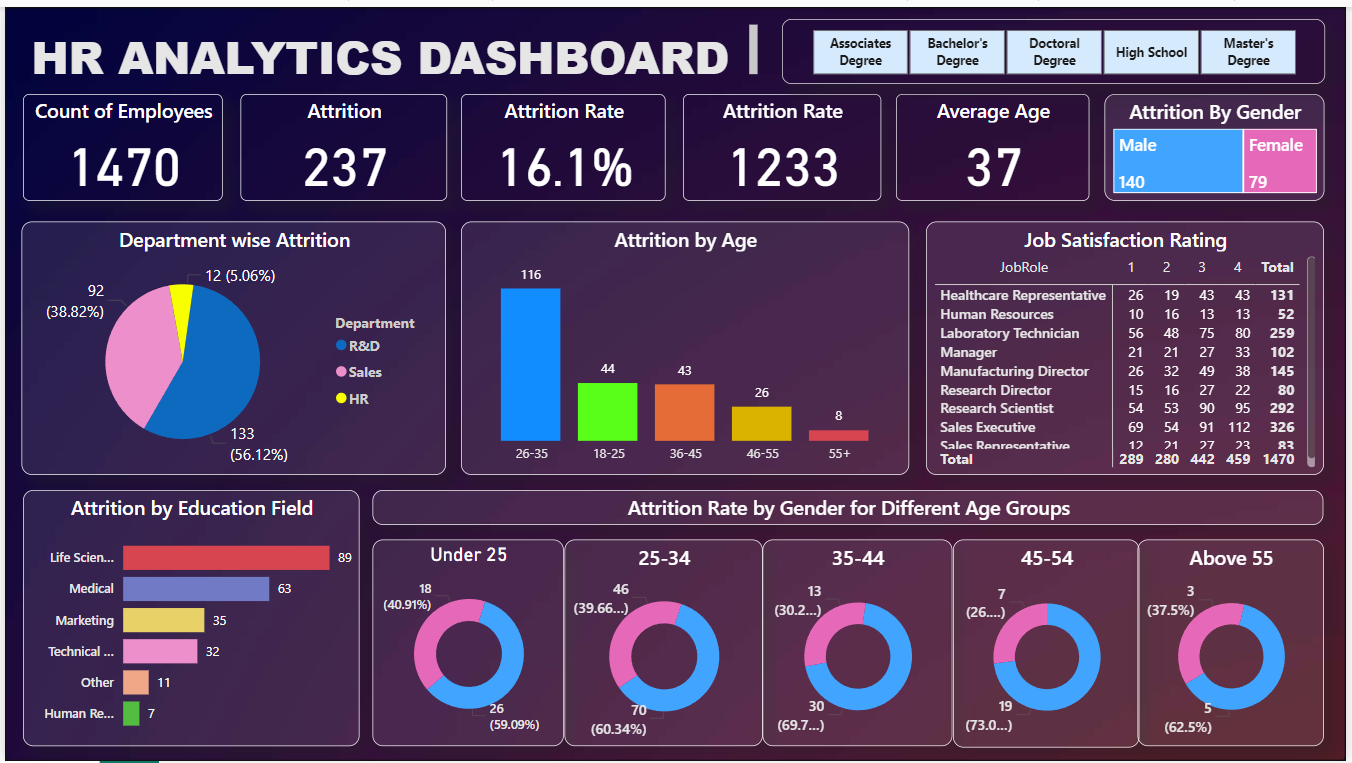 HR ANALYTICS DASHBOARD |
Associates Degree
Bachelor's Degree
Doctoral Degree
High School
Master's Degree
Count of Employees
1470
Attrition
237
Attrition Rate
16.1%
Attrition Rate
1233
Average Age
37
Attrition By Gender
Male
140
Female
79
Department wise Attrition
12 (5.06%)
92
(38.82%)
133
(56.12%)
Department
R&D
Sales
HR
Attrition by Age
116
44
43
26
8
26-35 18-25 36-45 46-55 55+
Job Satisfaction Rating
JobRole 1 2 3 4 Total
Healthcare Representative 26 19 43 43 131
Human Resources 10 16 13 13 52
Laboratory Technician 56 48 75 80 259
Manager 21 21 27 33 102
Manufacturing Director 26 32 49 38 145
Research Director 15 16 27 22 80
Research Scientist 54 53 90 95 292
Sales Executive 69 54 91 112 326
Sales Representative 12 21 27 23 83
Total 289 280 442 459 1470
Attrition by Education Field
Life Scien... 89
Medical 63
Marketing 35
Technical ... 32
Other 11
Human Re... 7
Attrition Rate by Gender for Different Age Groups
Under 25
18
(40.91%)
26
(59.09%)
25-34
46
(39.66...)
70
(60.34%)
35-44
13
(30.2...)
30
(69.7...)
45-54
7
(26....)
19
(73.0...)
Above 55
3
(37.5%)
5
(62.5%)